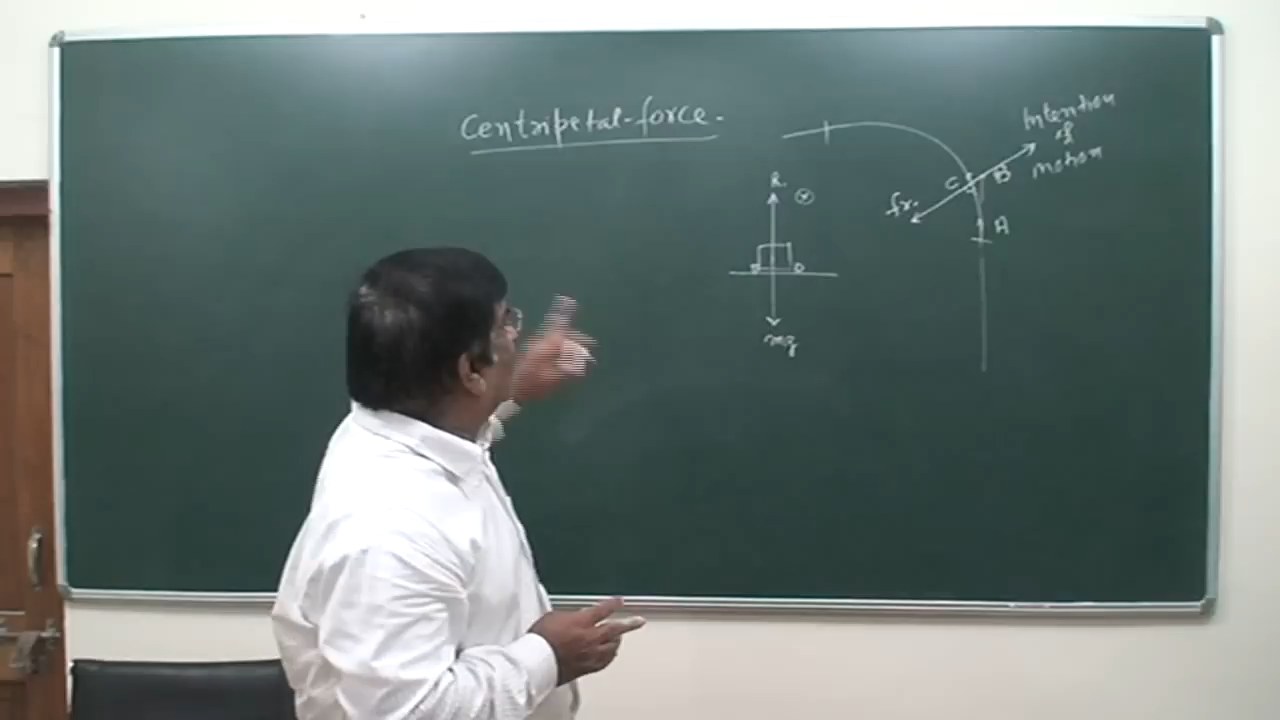 Centripetal-force.
Intention
of
motion
C
B
fr.
A
R
mg